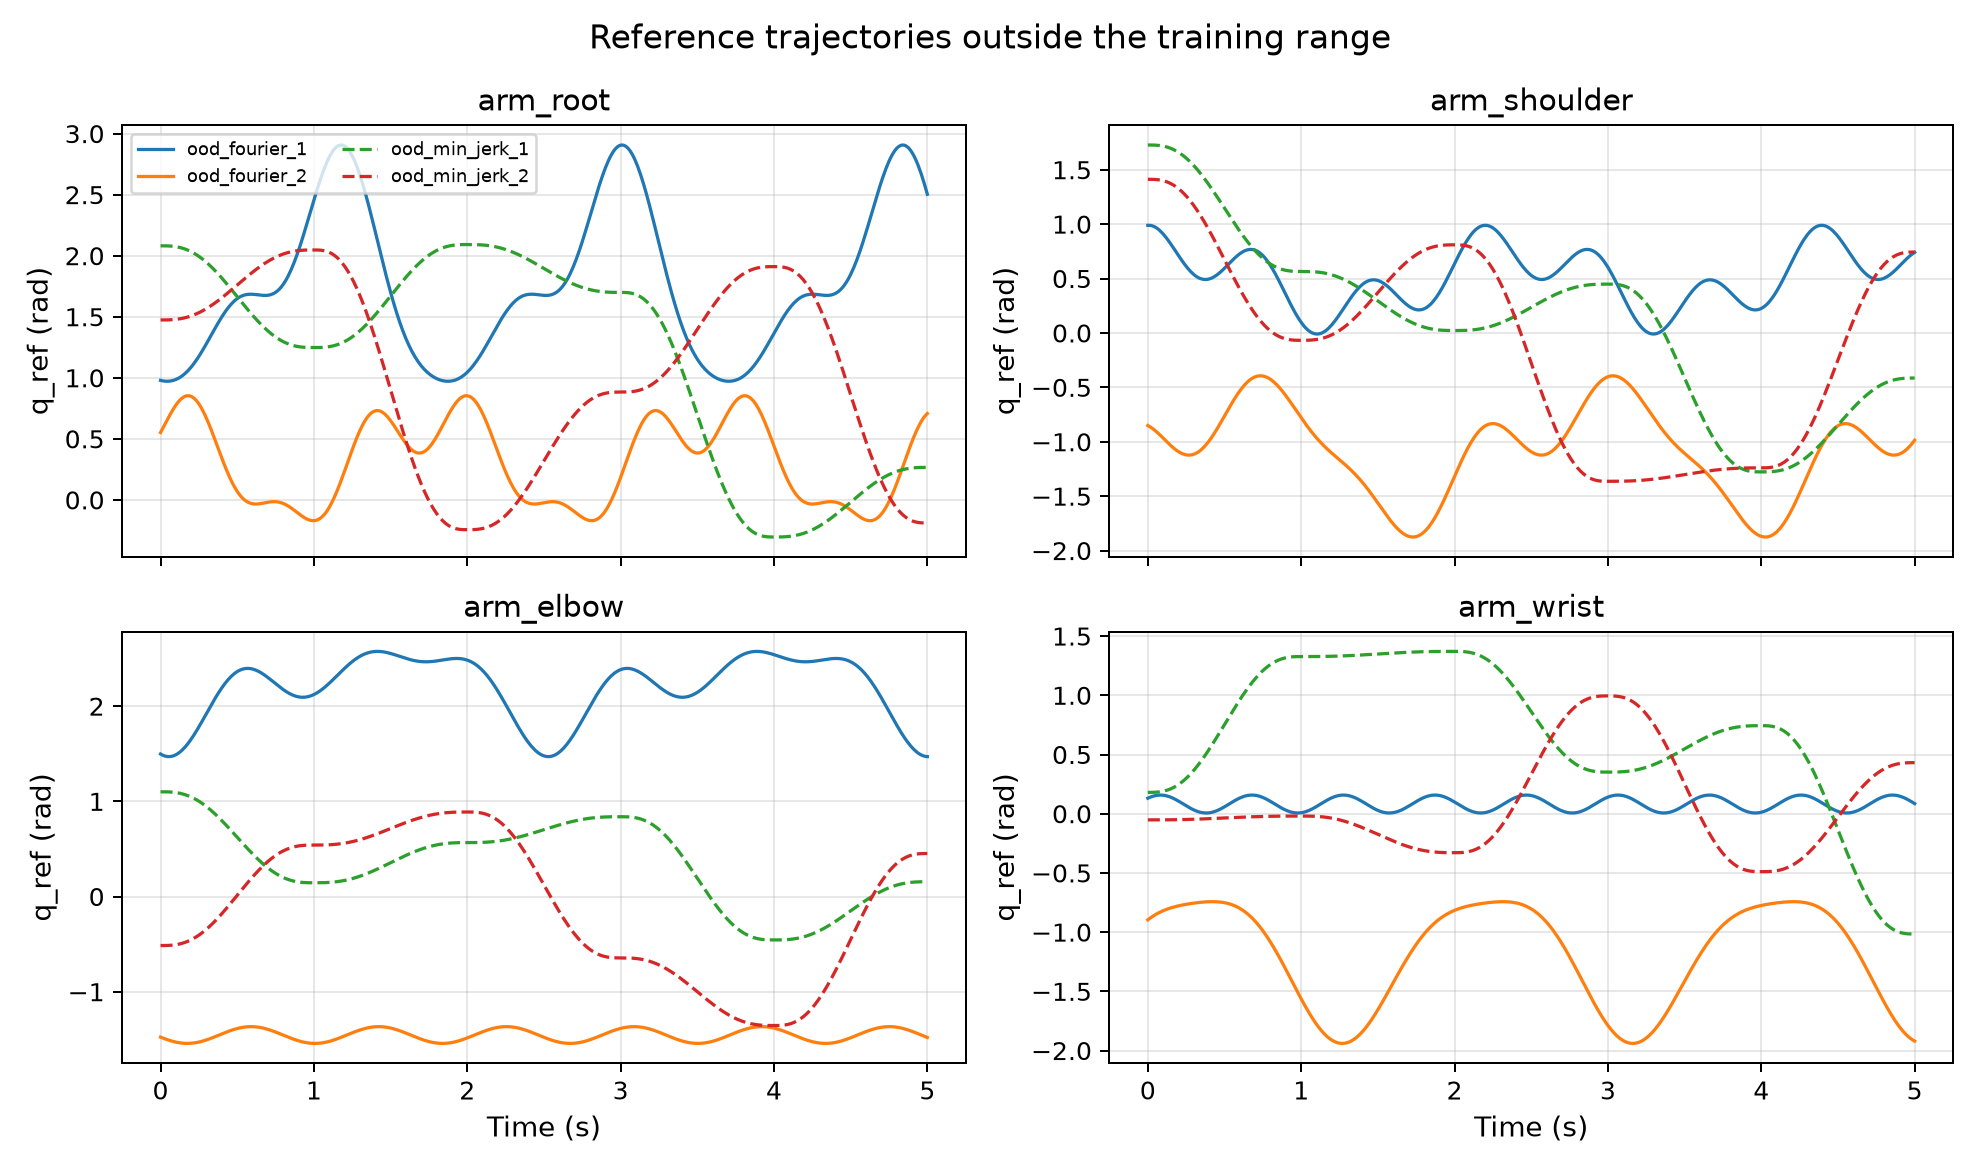 Reference trajectories outside the training range
arm_root
3.0
2.5
2.0
1.5
1.0
0.5
0.0
q_ref (rad)
ood_fourier_1
ood_fourier_2
ood_min_jerk_1
ood_min_jerk_2
arm_shoulder
1.5
1.0
0.5
0.0
−0.5
−1.0
−1.5
−2.0
q_ref (rad)
arm_elbow
2
1
0
−1
q_ref (rad)
0 1 2 3 4 5
Time (s)
arm_wrist
1.5
1.0
0.5
0.0
−0.5
−1.0
−1.5
−2.0
q_ref (rad)
0 1 2 3 4 5
Time (s)